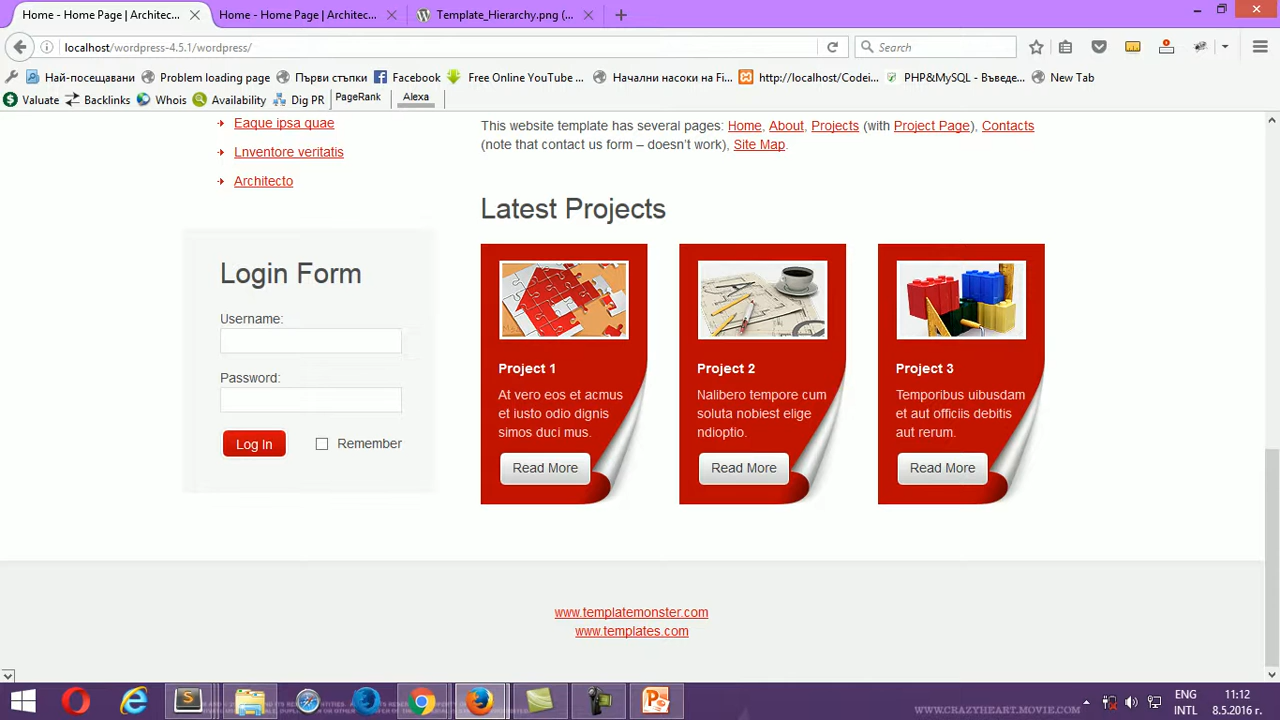 Home - Home Page | Architec...
Home - Home Page | Architec...
Template_Hierarchy.png (...
localhost/wordpress-4.5.1/wordpress/
Search
Най-посещавани
Problem loading page
Първи стъпки
Facebook
Free Online YouTube ...
Начални насоки на Fi...
http://localhost/Codei...
PHP&MySQL - Въведе...
New Tab
Valuate
Backlinks
Whois
Availability
Dig PR
PageRank
Alexa
Eaque ipsa quae
Lnventore veritatis
Architecto
This website template has several pages: Home, About, Projects (with Project Page), Contacts
(note that contact us form – doesn't work), Site Map.
Latest Projects
Login Form
Username:
Password:
Log In
Remember
Project 1
At vero eos et acmus
et iusto odio dignis
simos duci mus.
Read More
Project 2
Nalibero tempore cum
soluta nobiest elige
ndioptio.
Read More
Project 3
Temporibus uibusdam
et aut officiis debitis
aut rerum.
Read More
www.templatemonster.com
www.templates.com
WWW.CRAZYHEART.MOVIE.COM
ENG
INTL
11:12
8.5.2016 г.